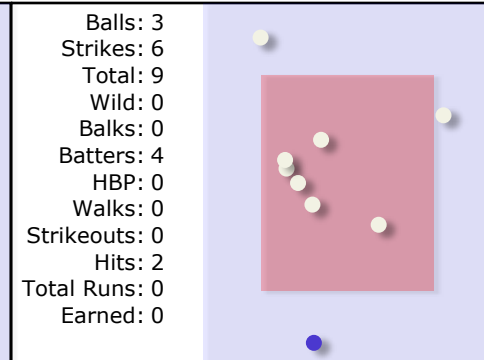 Balls: 3
Strikes: 6
Total: 9
Wild: 0
Balks: 0
Batters: 4
HBP: 0
Walks: 0
Strikeouts: 0
Hits: 2
Total Runs: 0
Earned: 0